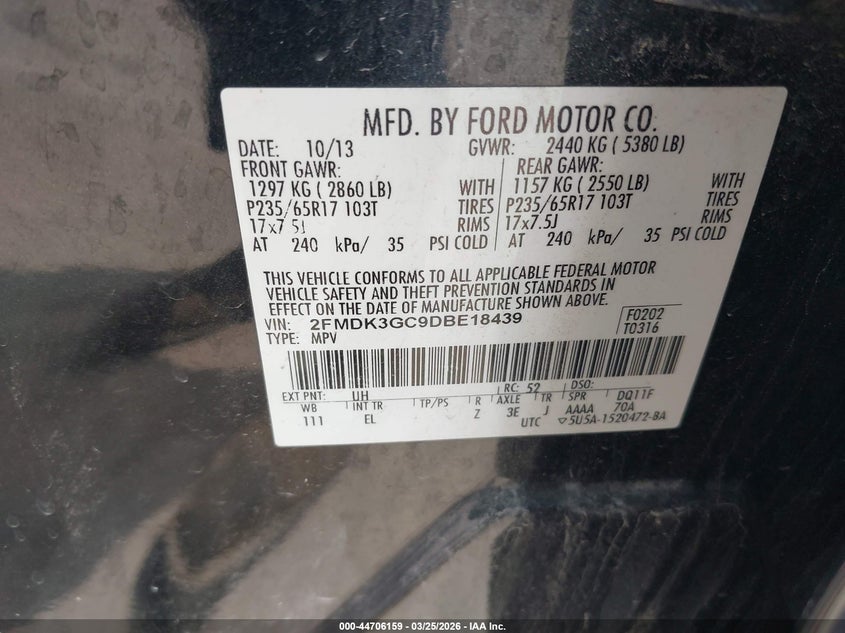 MFD. BY FORD MOTOR CO.
DATE: 10/13 GVWR: 2440 KG ( 5380 LB)
FRONT GAWR: REAR GAWR:
1297 KG ( 2860 LB) WITH 1157 KG ( 2550 LB) WITH
P235/65R17 103T TIRES P235/65R17 103T TIRES
17x7.5J RIMS 17x7.5J RIMS
AT 240 kPa/ 35 PSI COLD AT 240 kPa/ 35 PSI COLD
THIS VEHICLE CONFORMS TO ALL APPLICABLE FEDERAL MOTOR
VEHICLE SAFETY AND THEFT PREVENTION STANDARDS IN
EFFECT ON THE DATE OF MANUFACTURE SHOWN ABOVE.
VIN: 2FMDK3GC9DBE18439 F0202
TYPE: MPV T0316
EXT PNT: UH RC: 52 DSO:
WB INT TR TP/PS R AXLE TR SPR DQ11F
111 EL Z 3E J AAAA 70A
UTC ▽5U5A-1520472-BA
000-44706159 — 03/25/2026 — IAA Inc.